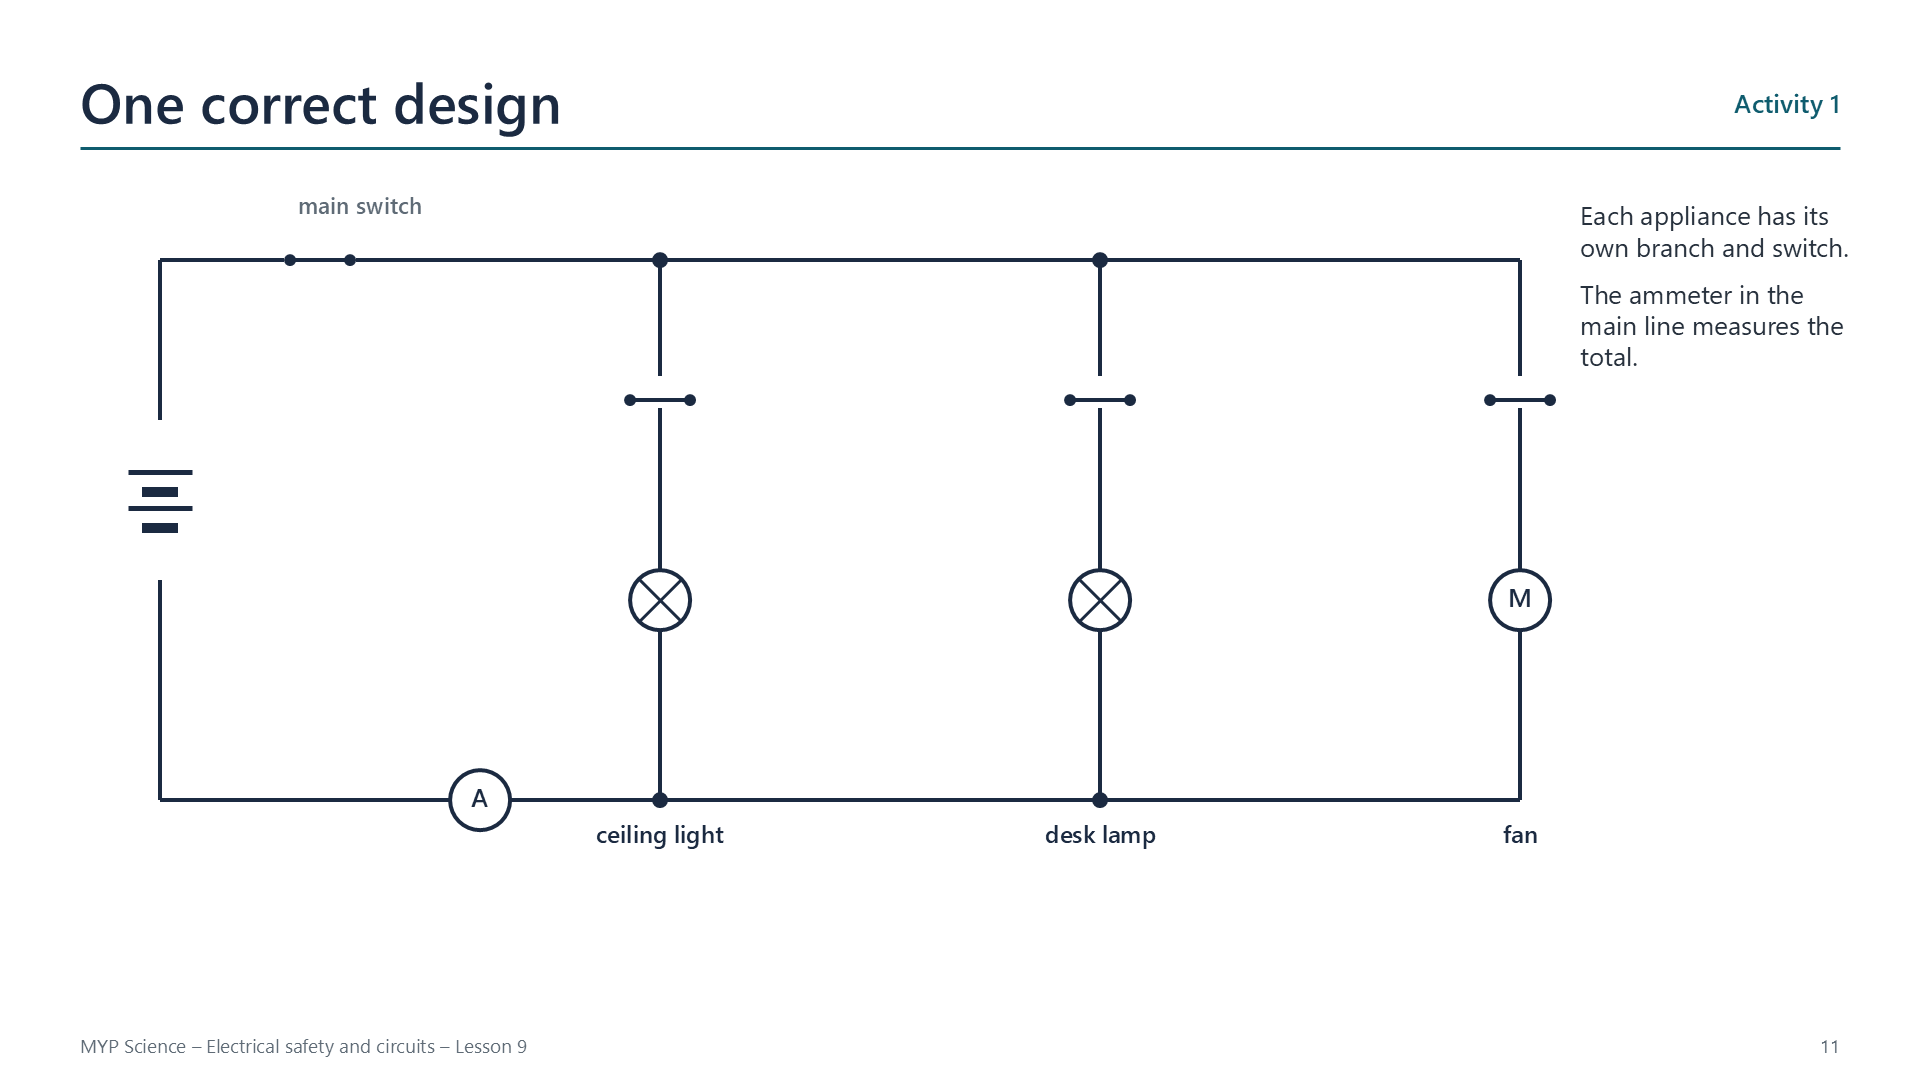 One correct design
Activity 1
main switch
Each appliance has its
own branch and switch.
The ammeter in the
main line measures the
total.
M
A
ceiling light
desk lamp
fan
MYP Science – Electrical safety and circuits – Lesson 9
11